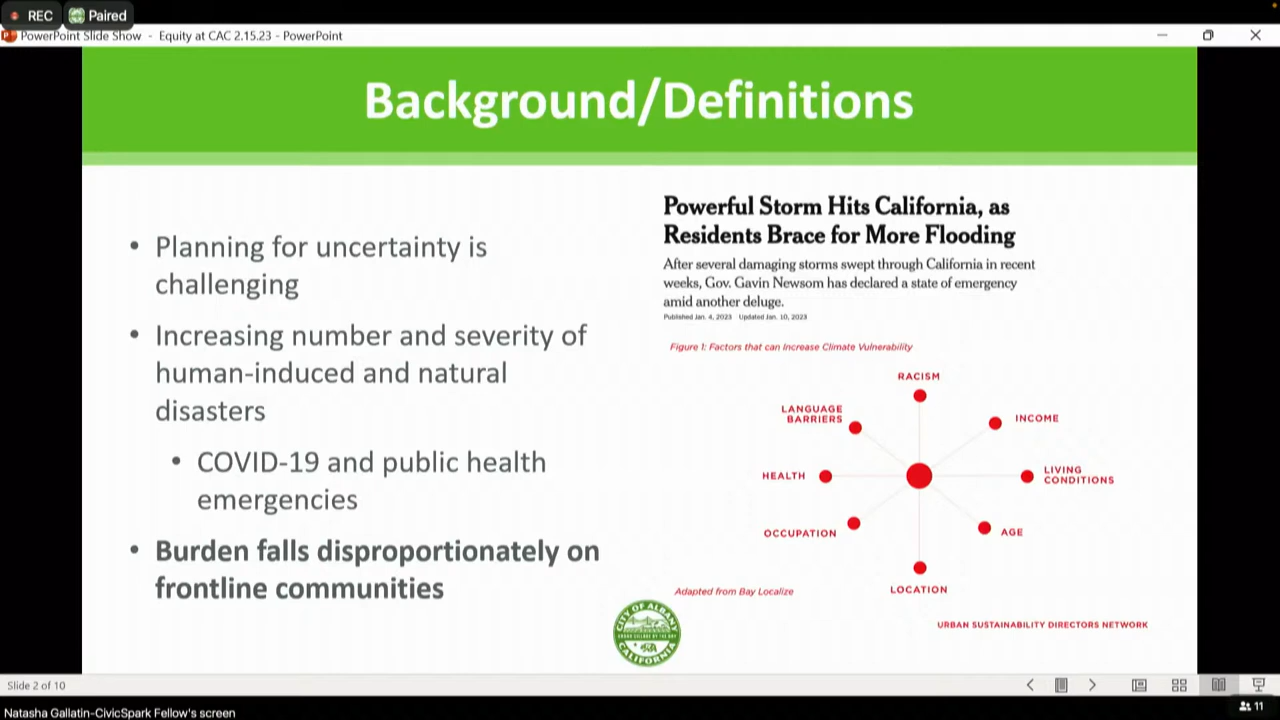 REC
Paired
PowerPoint Slide Show - Equity at CAC 2.15.23 - PowerPoint
Background/Definitions
• Planning for uncertainty is
challenging
• Increasing number and severity of
human-induced and natural
disasters
• COVID-19 and public health
emergencies
• Burden falls disproportionately on
frontline communities
Powerful Storm Hits California, as
Residents Brace for More Flooding
After several damaging storms swept through California in recent
weeks, Gov. Gavin Newsom has declared a state of emergency
amid another deluge.
Published Jan. 4, 2023 Updated Jan. 10, 2023
Figure 1: Factors that can Increase Climate Vulnerability
RACISM
LANGUAGE
BARRIERS
INCOME
HEALTH
LIVING
CONDITIONS
OCCUPATION
AGE
LOCATION
Adapted from Bay Localize
URBAN SUSTAINABILITY DIRECTORS NETWORK
CITY OF ALBANY
URBAN VILLAGE BY THE BAY
CALIFORNIA
Slide 2 of 10
Natasha Gallatin-CivicSpark Fellow's screen
11